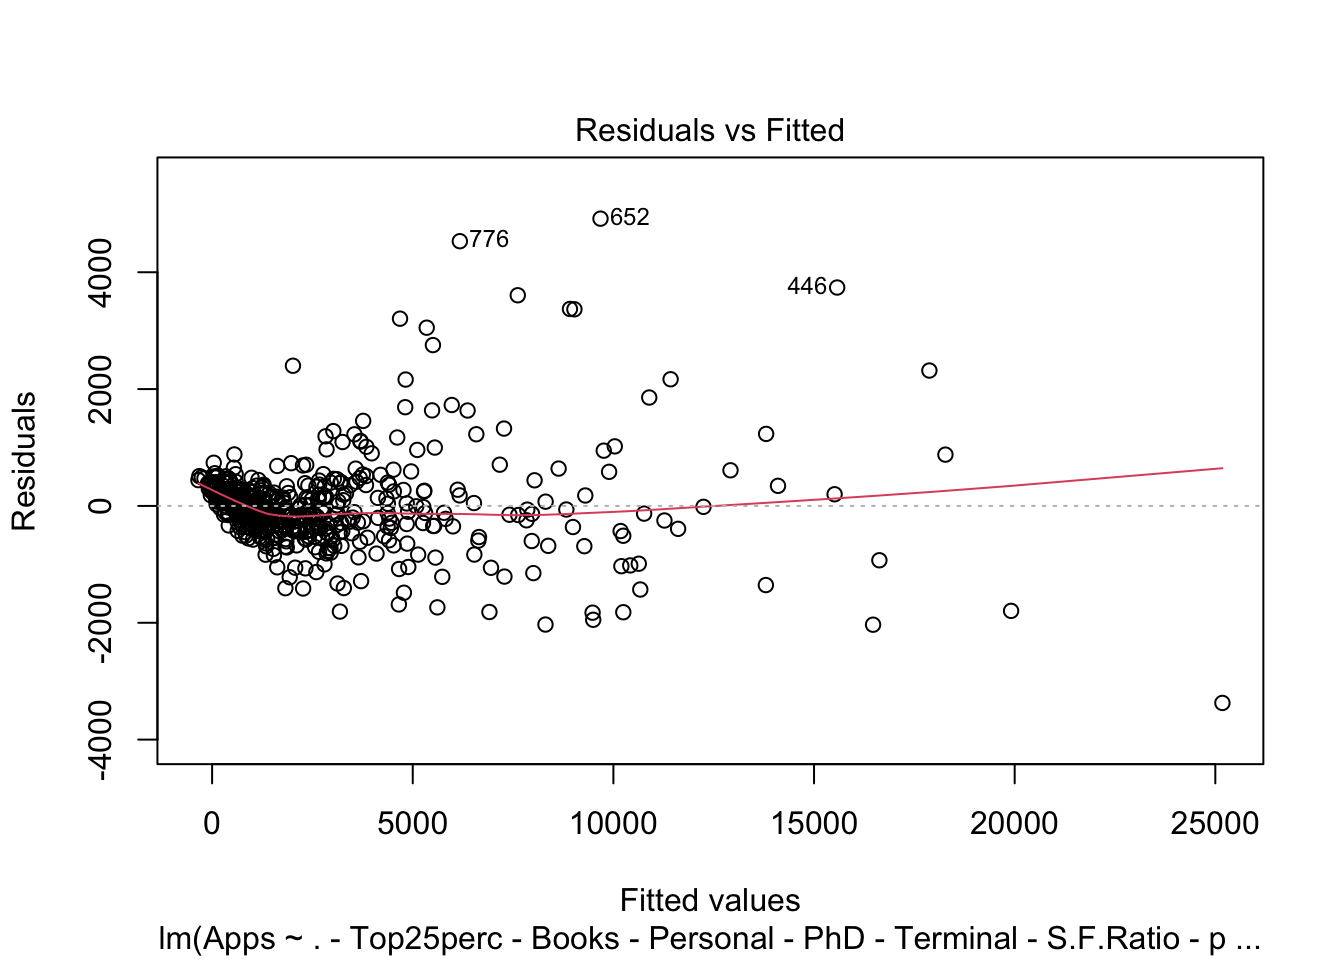 Residuals vs Fitted
652
776
446
Residuals
4000
2000
0
-2000
-4000
0 5000 10000 15000 20000 25000
Fitted values
lm(Apps ~ . - Top25perc - Books - Personal - PhD - Terminal - S.F.Ratio - p ...